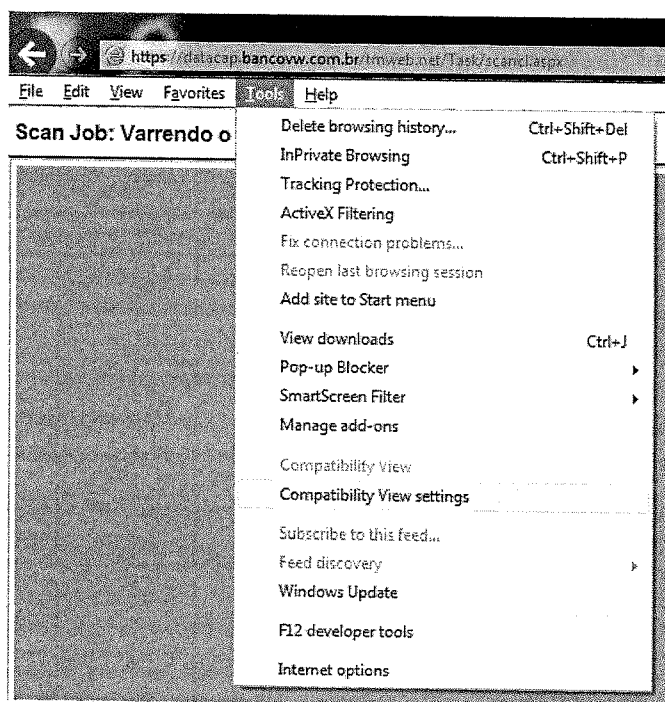 https://datacap.bancovw.com.br/tmweb.net/Task/scancl.aspx
File Edit View Favorites Tools Help
Scan Job: Varrendo o
Delete browsing history... Ctrl+Shift+Del
InPrivate Browsing Ctrl+Shift+P
Tracking Protection...
ActiveX Filtering
Fix connection problems...
Reopen last browsing session
Add site to Start menu
View downloads Ctrl+J
Pop-up Blocker
SmartScreen Filter
Manage add-ons
Compatibility View
Compatibility View settings
Subscribe to this feed...
Feed discovery
Windows Update
F12 developer tools
Internet options